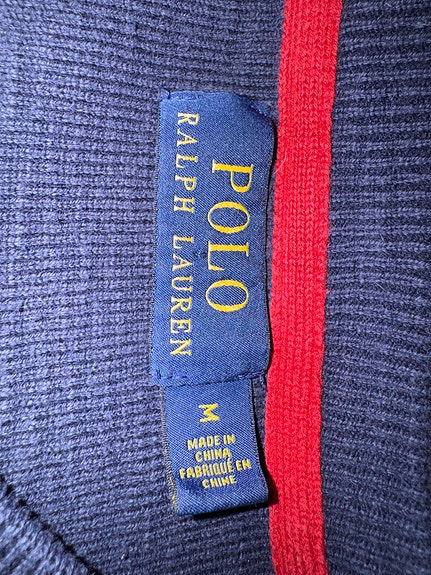 POLO
RALPH LAUREN
M
MADE IN
CHINA
FABRIQUÉ EN
CHINE